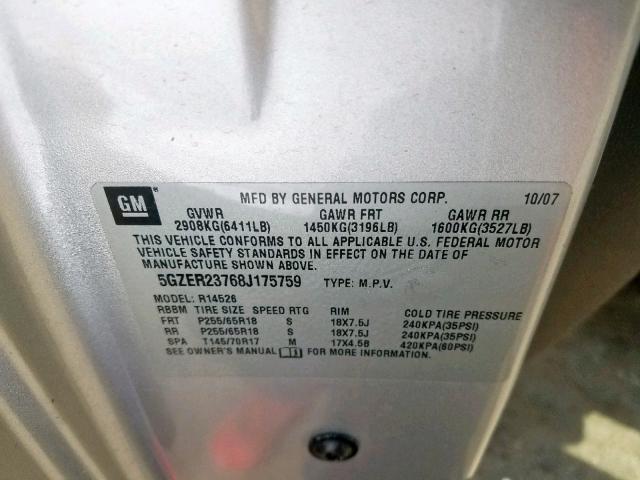 GM ® MFD BY GENERAL MOTORS CORP. 10/07
GVWR GAWR FRT GAWR RR
2908KG(6411LB) 1450KG(3196LB) 1600KG(3527LB)
THIS VEHICLE CONFORMS TO ALL APPLICABLE U.S. FEDERAL MOTOR
VEHICLE SAFETY STANDARDS IN EFFECT ON THE DATE OF
MANUFACTURE SHOWN ABOVE.
5GZER23768J175759 TYPE: M.P.V.
MODEL: R14526
RBBM TIRE SIZE SPEED RTG RIM COLD TIRE PRESSURE
FRT P255/65R18 S 18X7.5J 240KPA(35PSI)
RR P255/65R18 S 18X7.5J 240KPA(35PSI)
SPA T145/70R17 M 17X4.5B 420KPA(60PSI)
SEE OWNER'S MANUAL FOR MORE INFORMATION.